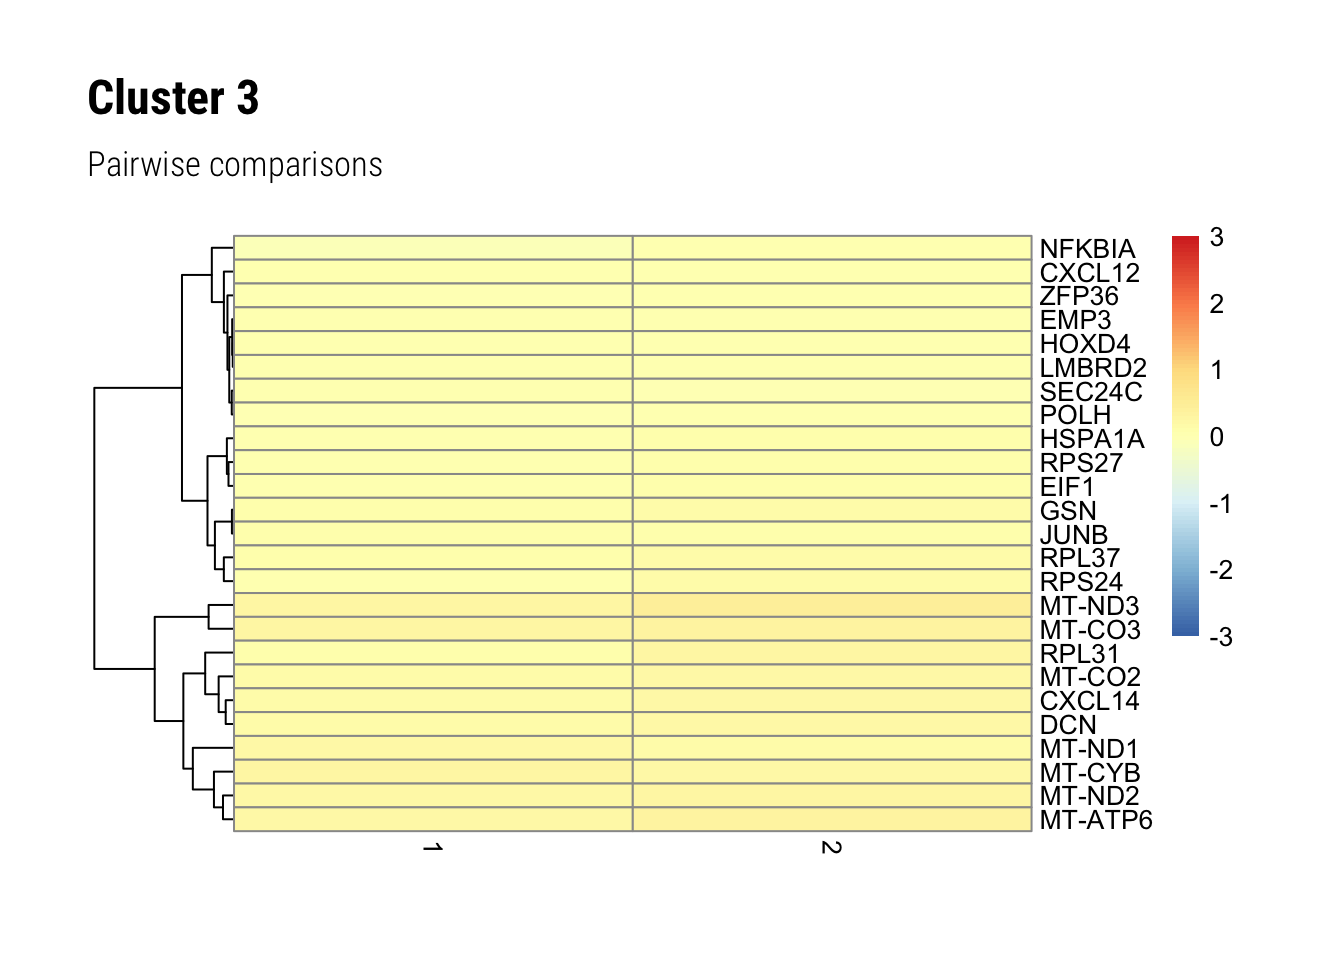 Cluster 3
Pairwise comparisons
NFKBIA
CXCL12
ZFP36
EMP3
HOXD4
LMBRD2
SEC24C
POLH
HSPA1A
RPS27
EIF1
GSN
JUNB
RPL37
RPS24
MT-ND3
MT-CO3
RPL31
MT-CO2
CXCL14
DCN
MT-ND1
MT-CYB
MT-ND2
MT-ATP6
3
2
1
0
-1
-2
-3
1
2